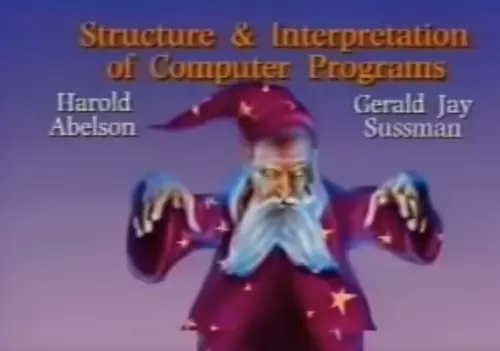 Structure & Interpretation
of Computer Programs
Harold
Abelson
Gerald Jay
Sussman